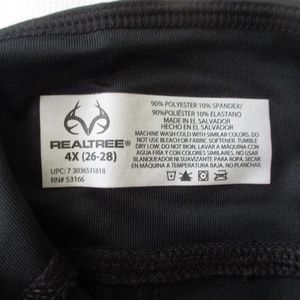 REALTREE®
4X (26-28)
UPC: 7 3036531818
RN# 53166
90% POLYESTER 10% SPANDEX/
90%POLIÉSTER 10% ELASTANO
MADE IN EL SALVADOR
HECHO EN EL SALVADOR
MACHINE WASH COLD WITH SIMILAR COLORS. DO
NOT USE BLEACH OR FABRIC SOFTENER. TUMBLE
DRY LOW, DO NOT IRON. LAVAR A MÁQUINA CON
AGUA FRÍA Y CON COLORES SIMILARES. NO USAR
BLANQUEADOR NI SUAVIZANTE PARA ROPA. SECAR
EN SECADORA A BAJA TEMPERATURA. NO
PLANCHAR.